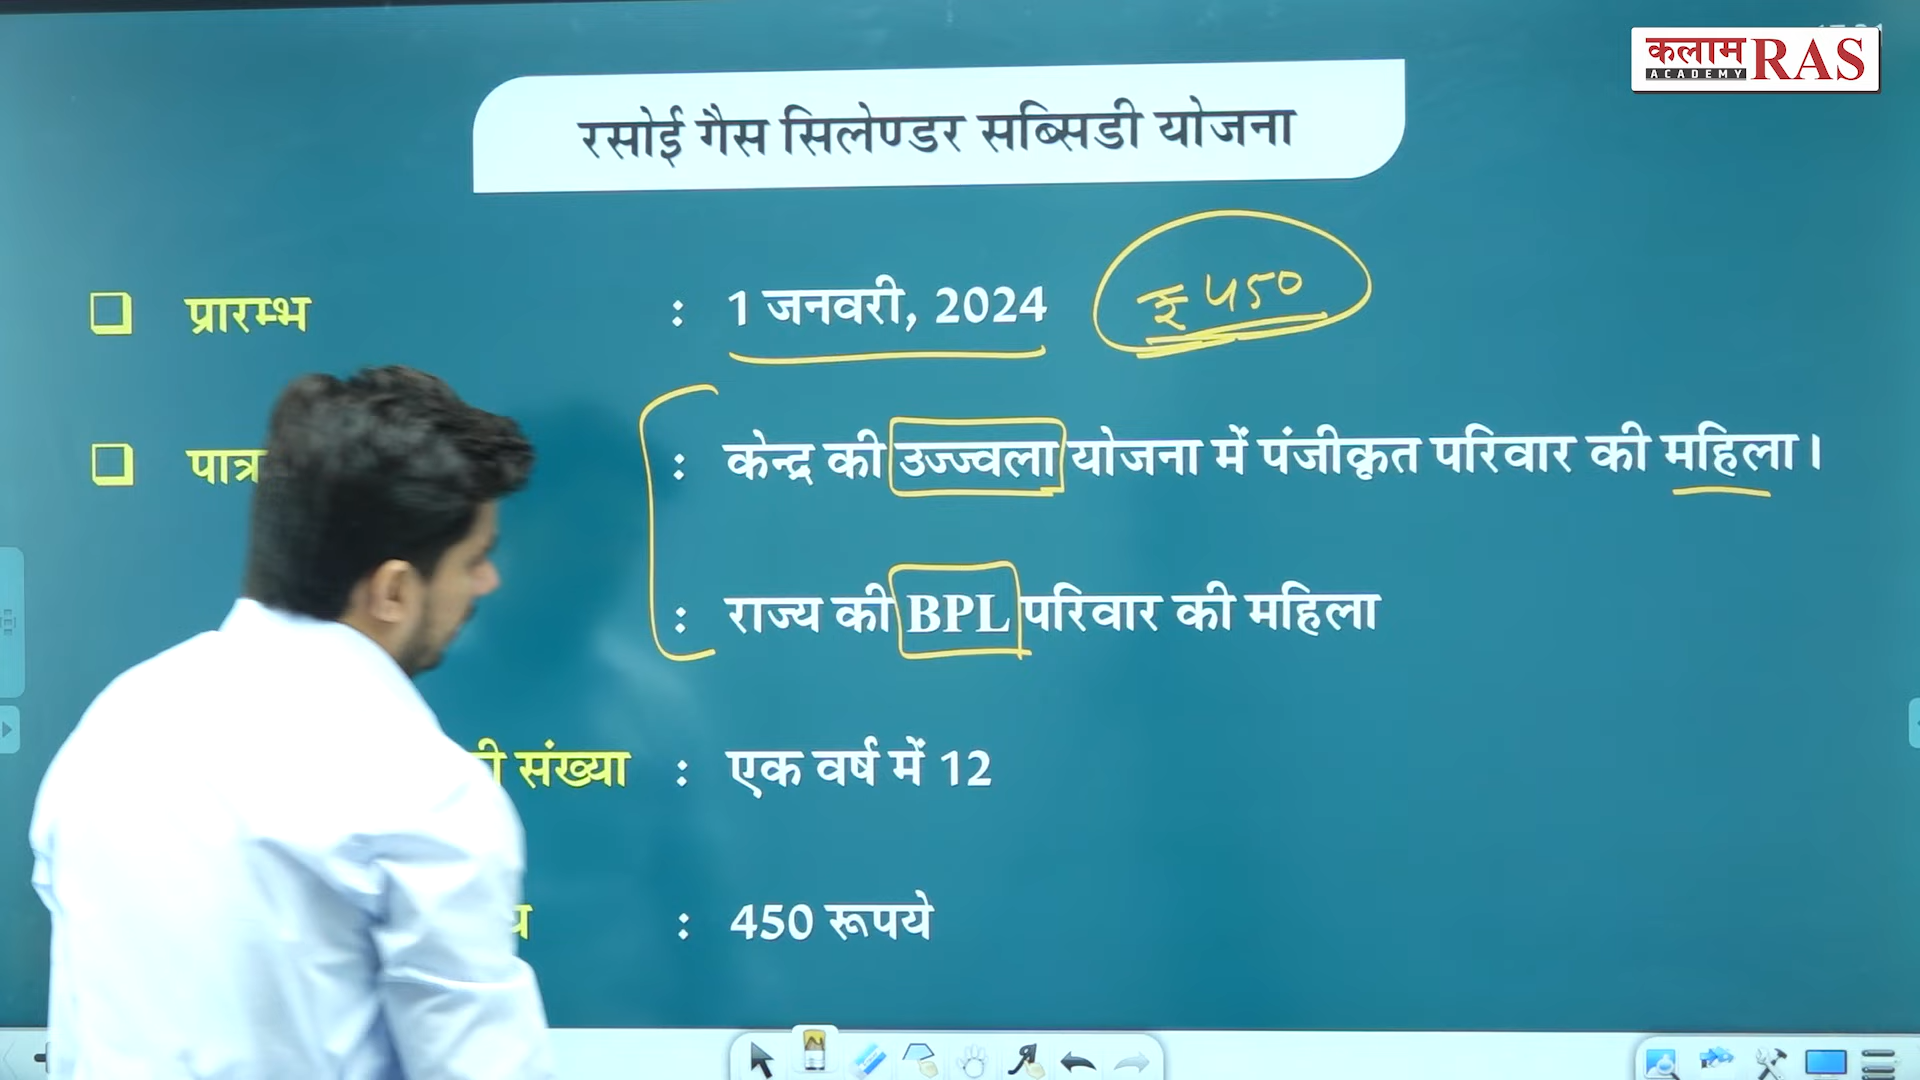 कलाम
ACADEMY
RAS
रसोई गैस सिलेण्डर सब्सिडी योजना
₹ 450
प्रारम्भ : 1 जनवरी, 2024
: केन्द्र की उज्ज्वला योजना में पंजीकृत परिवार की महिला।
: राज्य की BPL परिवार की महिला
संख्या : एक वर्ष में 12
: 450 रूपये